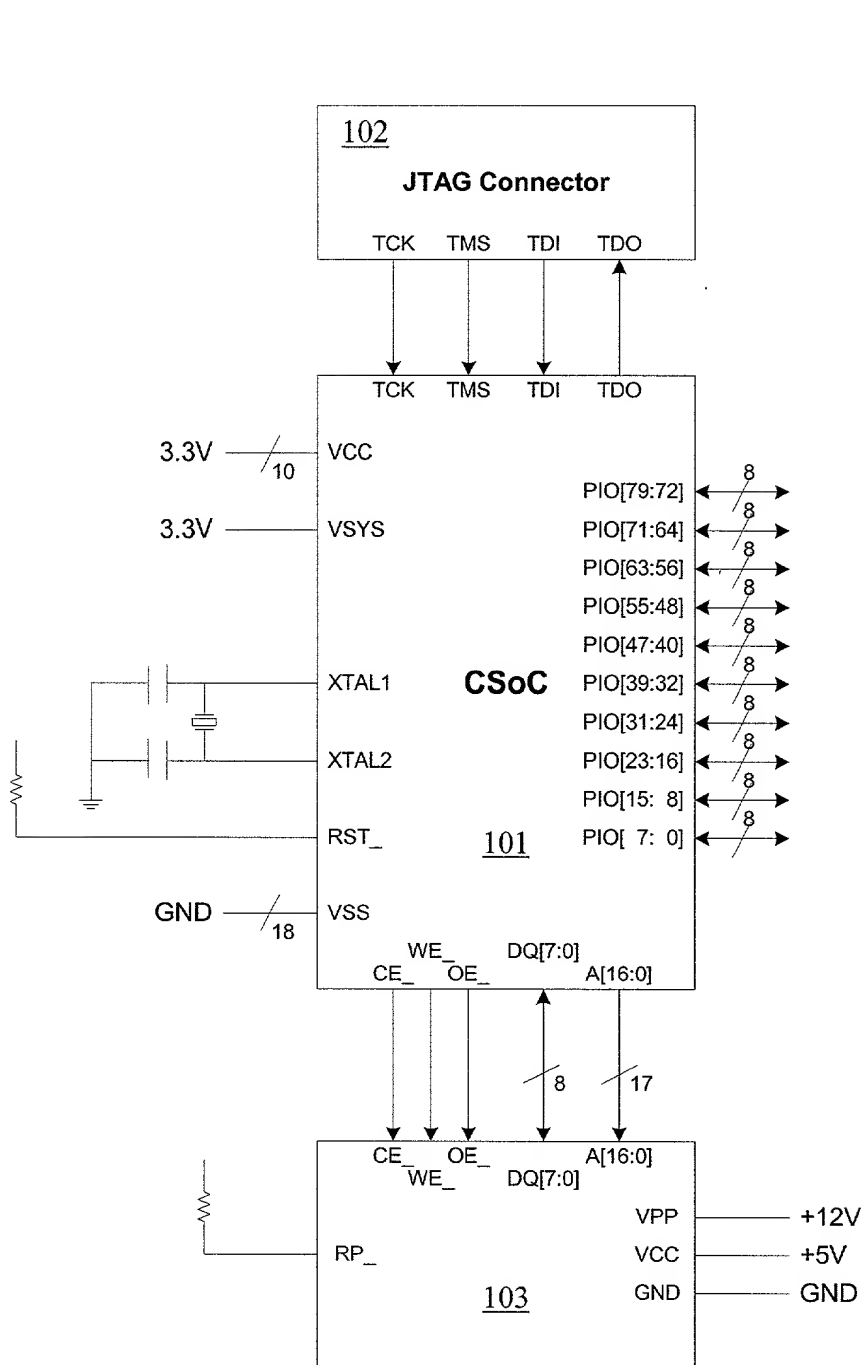 102
JTAG Connector
TCK TMS TDI TDO
TCK TMS TDI TDO
3.3V 10 VCC
PIO[79:72] 8
3.3V VSYS
PIO[71:64] 8
PIO[63:56] 8
PIO[55:48] 8
PIO[47:40] 8
XTAL1 CSoC PIO[39:32] 8
PIO[31:24] 8
XTAL2 PIO[23:16] 8
PIO[15: 8] 8
RST_ 101 PIO[ 7: 0] 8
GND 18 VSS
WE_ DQ[7:0]
CE_ OE_ A[16:0]
8 17
CE_ OE_ A[16:0]
WE_ DQ[7:0]
VPP +12V
RP_ VCC +5V
103 GND GND